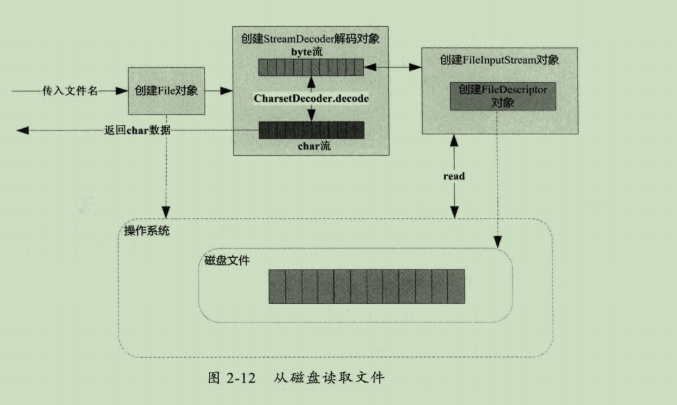 创建StreamDecoder解码对象
byte流
创建FileInputStream对象
传入文件名
创建File对象
创建FileDescriptor
对象
CharsetDecoder.decode
返回char数据
char流
read
操作系统
磁盘文件
图 2-12 从磁盘读取文件